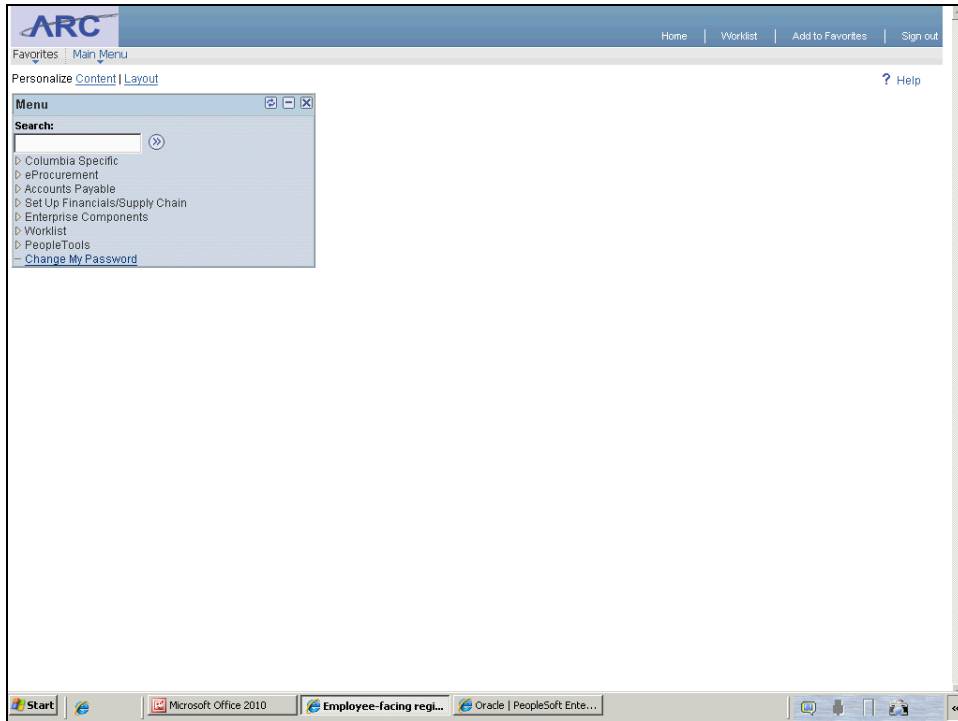 ARC
Home | Worklist | Add to Favorites | Sign out
Favorites Main Menu
Personalize Content | Layout
? Help
Menu
Search:
Columbia Specific
eProcurement
Accounts Payable
Set Up Financials/Supply Chain
Enterprise Components
Worklist
PeopleTools
Change My Password
Start Microsoft Office 2010 Employee-facing regi... Oracle | PeopleSoft Ente...